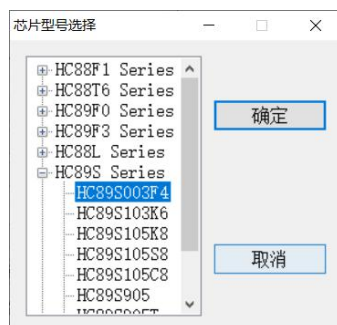 芯片型号选择
HC88F1 Series
HC88T6 Series
HC89F0 Series
HC89F3 Series
HC88L Series
HC89S Series
HC89S003F4
HC89S103K6
HC89S105K8
HC89S105S8
HC89S105C8
HC89S905
确定
取消